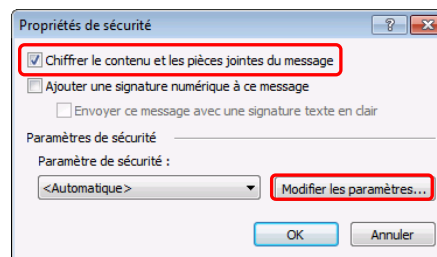 Propriétés de sécurité
Chiffrer le contenu et les pièces jointes du message
Ajouter une signature numérique à ce message
Envoyer ce message avec une signature texte en clair
Paramètres de sécurité
Paramètre de sécurité :
<Automatique> Modifier les paramètres...
OK Annuler